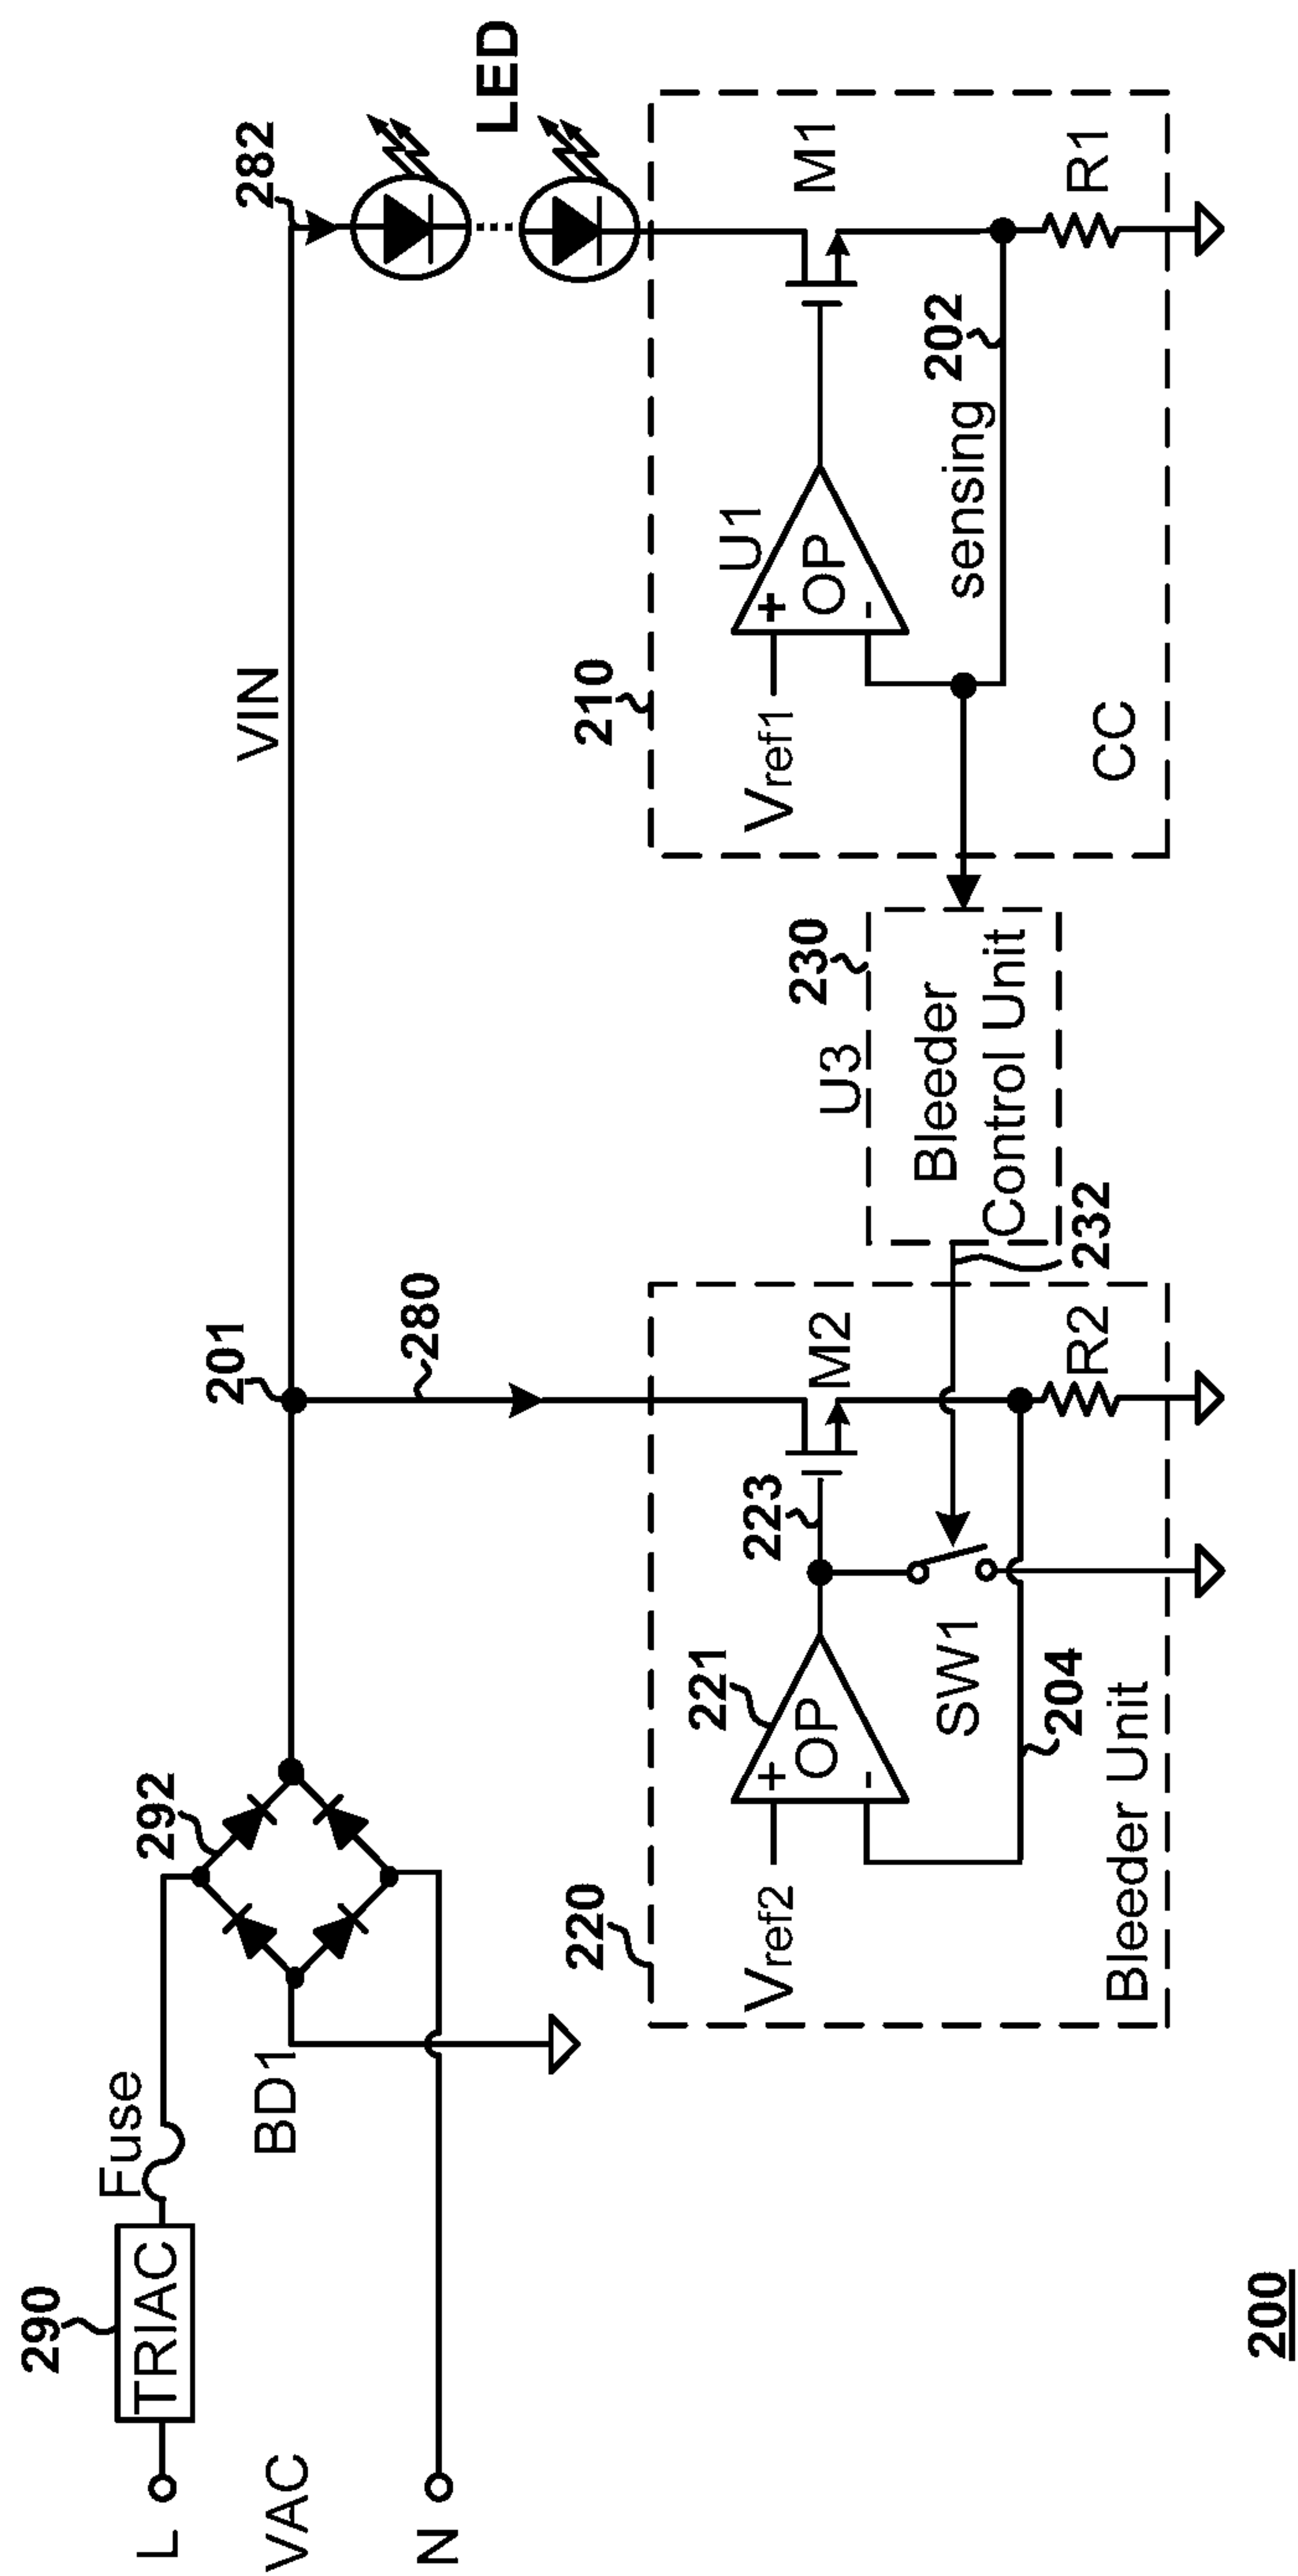 290
L
TRIAC
Fuse
VAC
N
BD1
292
201
VIN
282
LED
280
220
Vref2
+
OP
-
221
223
M2
SW1
204
R2
Bleeder Unit
232
U3
230
Bleeder
Control Unit
210
Vref1
+
OP
-
U1
M1
sensing
202
R1
CC
200